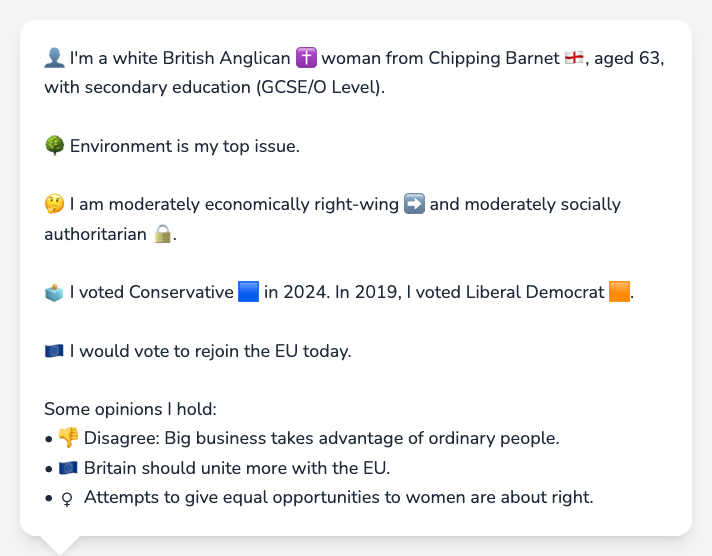 👤 I'm a white British Anglican ✝️ woman from Chipping Barnet 🏴󠁧󠁢󠁥󠁮󠁧󠁿, aged 63,
with secondary education (GCSE/O Level).
🌳 Environment is my top issue.
🤔 I am moderately economically right-wing ➡️ and moderately socially
authoritarian 🔒.
🗳️ I voted Conservative 🟦 in 2024. In 2019, I voted Liberal Democrat 🟧.
🇪🇺 I would vote to rejoin the EU today.
Some opinions I hold:
• 👎 Disagree: Big business takes advantage of ordinary people.
• 🇪🇺 Britain should unite more with the EU.
• ♀ Attempts to give equal opportunities to women are about right.